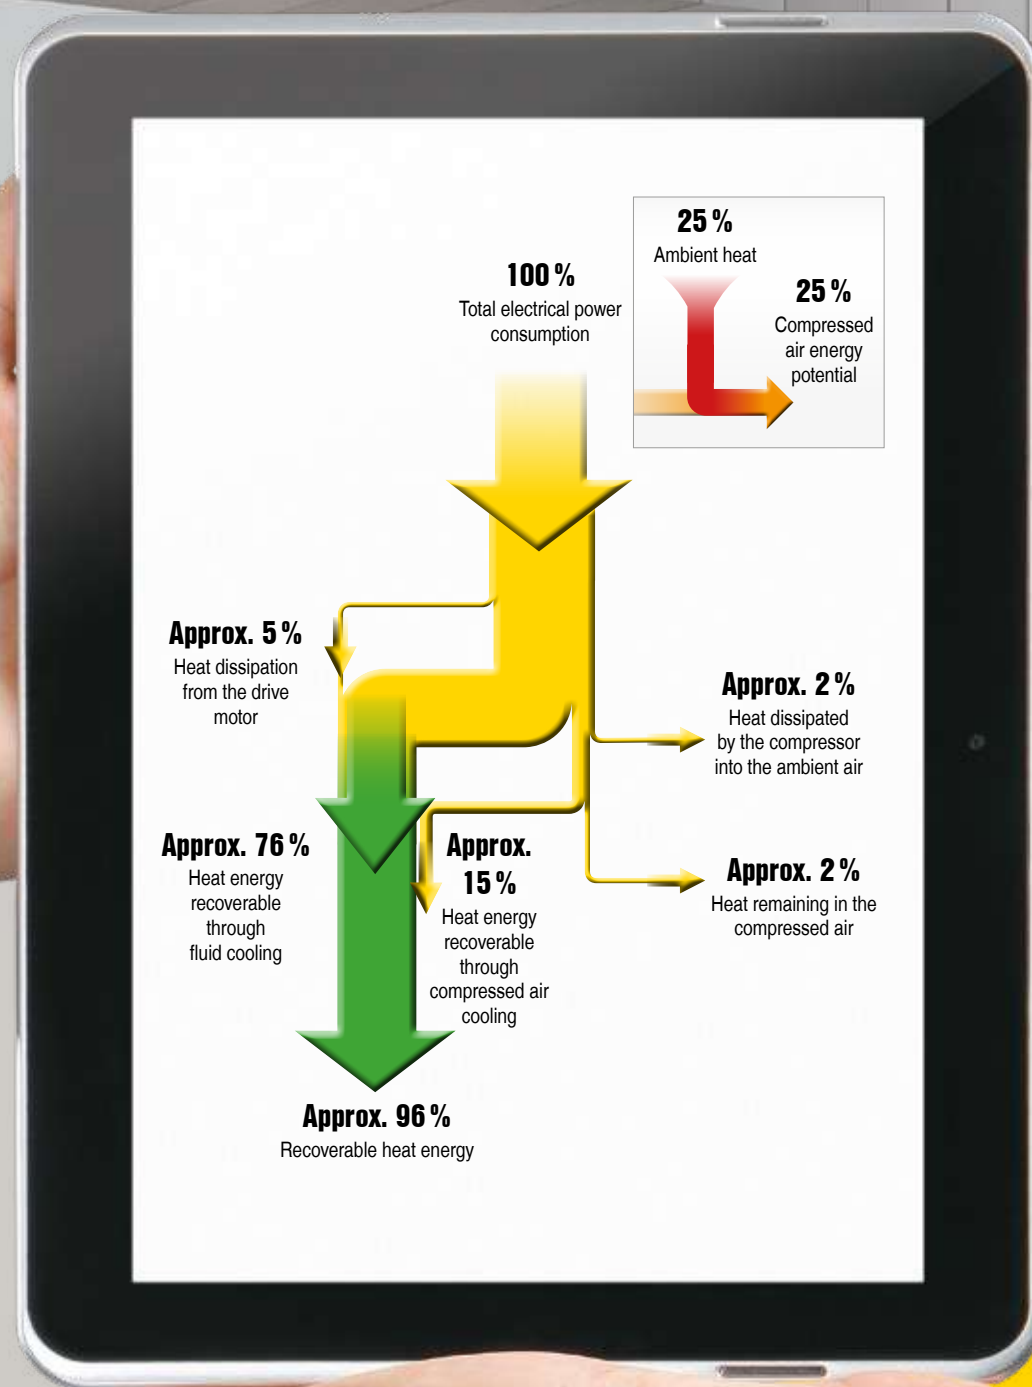 25 %
Ambient heat
25 %
Compressed
air energy
potential
100 %
Total electrical power
consumption
Approx. 5 %
Heat dissipation
from the drive
motor
Approx. 2 %
Heat dissipated
by the compressor
into the ambient air
Approx. 76 %
Heat energy
recoverable
through
fluid cooling
Approx.
15 %
Heat energy
recoverable
through
compressed air
cooling
Approx. 2 %
Heat remaining in the
compressed air
Approx. 96 %
Recoverable heat energy